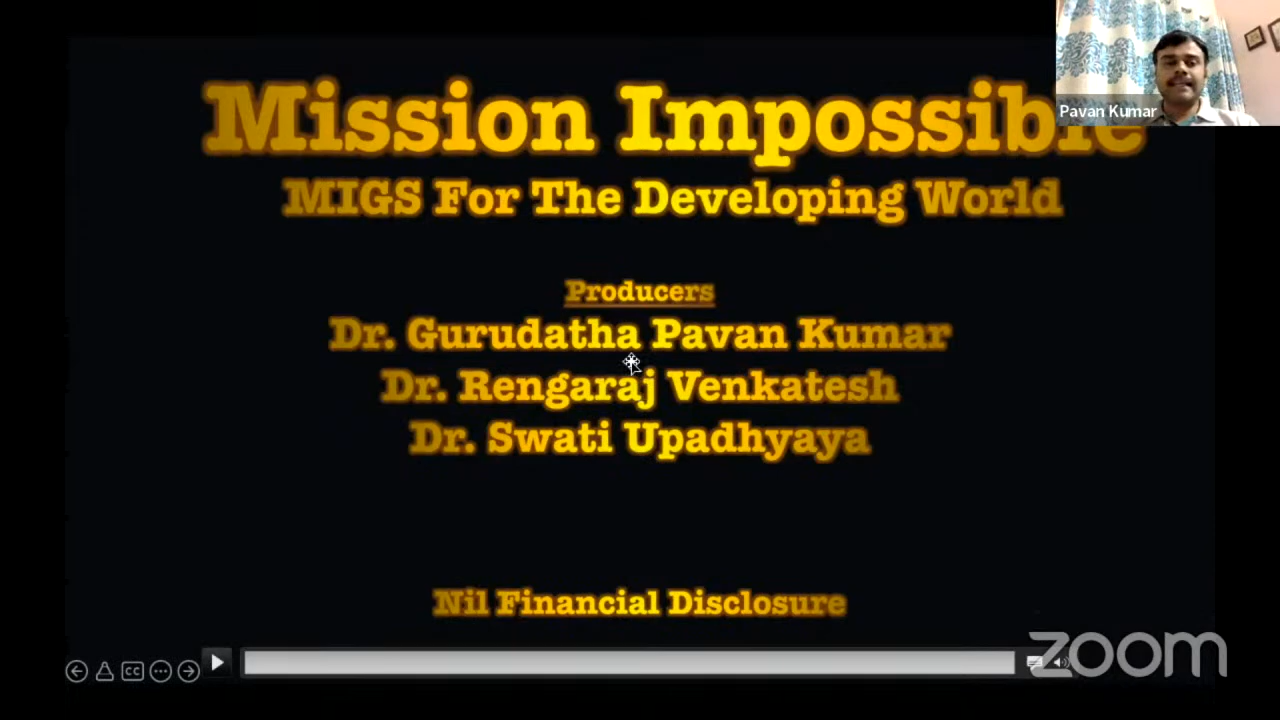 Mission Impossible
Pavan Kumar
MIGS For The Developing World
Producers
Dr. Gurudatha Pavan Kumar
Dr. Rengaraj Venkatesh
Dr. Swati Upadhyaya
Nil Financial Disclosure
CC
zoom